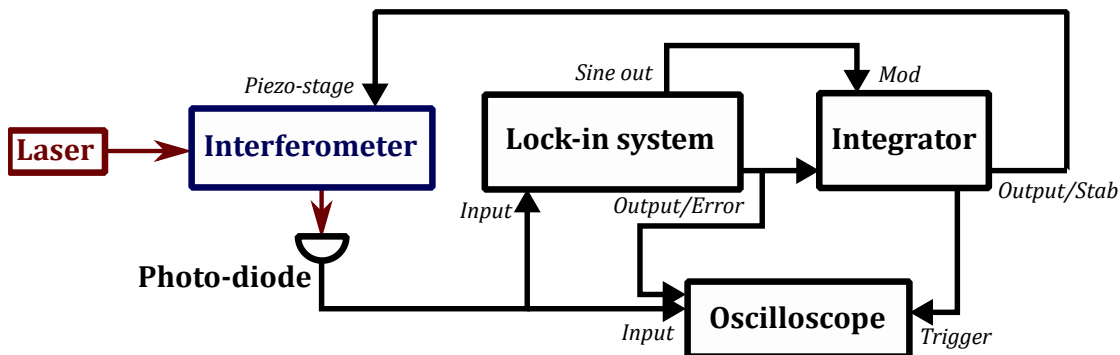 Sine out
Piezo-stage
Mod
Laser
Interferometer
Lock-in system
Integrator
Input
Output/Error
Output/Stab
Photo-diode
Input
Oscilloscope
Trigger